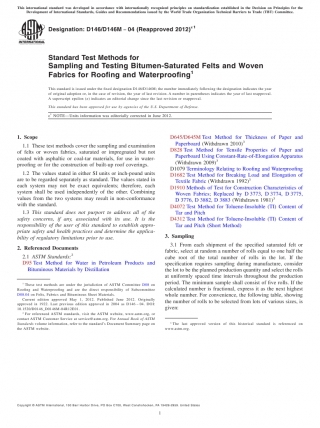 This international standard was developed in accordance with internationally recognized principles on standardization established in the Decision on Principles for the
Development of International Standards, Guides and Recommendations issued by the World Trade Organization Technical Barriers to Trade (TBT) Committee.
Designation: D146/D146M − 04 (Reapproved 2012)ε1
Standard Test Methods for
Sampling and Testing Bitumen-Saturated Felts and Woven
Fabrics for Roofing and Waterproofing1
This standard is issued under the fixed designation D146/D146M; the number immediately following the designation indicates the year
of original adoption or, in the case of revision, the year of last revision. A number in parentheses indicates the year of last reapproval.
A superscript epsilon (ε) indicates an editorial change since the last revision or reapproval.
This standard has been approved for use by agencies of the U.S. Department of Defense.
ε1 NOTE—Units information was editorially corrected in June 2012.
1. Scope
1.1 These test methods cover the sampling and examination
of felts or woven fabrics, saturated or impregnated but not
coated with asphaltic or coal-tar materials, for use in water-
proofing or for the construction of built-up roof coverings.
1.2 The values stated in either SI units or inch-pound units
are to be regarded separately as standard. The values stated in
each system may not be exact equivalents; therefore, each
system shall be used independently of the other. Combining
values from the two systems may result in non-conformance
with the standard.
1.3 This standard does not purport to address all of the
safety concerns, if any, associated with its use. It is the
responsibility of the user of this standard to establish appro-
priate safety and health practices and determine the applica-
bility of regulatory limitations prior to use.
2. Referenced Documents
2.1 ASTM Standards:2
D95 Test Method for Water in Petroleum Products and
Bituminous Materials by Distillation
1 These test methods are under the jurisdiction of ASTM Committee D08 on
Roofing and Waterproofing and are the direct responsibility of Subcommittee
D08.04 on Felts, Fabrics and Bituminous Sheet Materials.
Current edition approved May 1, 2012. Published June 2012. Originally
approved in 1922. Last previous edition approved in 2004 as D146 – 04. DOI:
2 For referenced ASTM standards, visit the ASTM website, www.astm.org, or
contact ASTM Customer Service at service@astm.org. For Annual Book of ASTM
Standards volume information, refer to the standard's Document Summary page on
the ASTM website.
D645/D645M Test Method for Thickness of Paper and
Paperboard (Withdrawn 2010)3
D828 Test Method for Tensile Properties of Paper and
Paperboard Using Constant-Rate-of-Elongation Apparatus
(Withdrawn 2009)3
D1079 Terminology Relating to Roofing and Waterproofing
D1682 Test Method for Breaking Load and Elongation of
Textile Fabric (Withdrawn 1992)3
D1910 Methods of Test for Construction Characteristics of
Woven Fabrics; Replaced by D 3773, D 3774, D 3775,
D 3776, D 3882, D 3883 (Withdrawn 1981)3
D4072 Test Method for Toluene-Insoluble (TI) Content of
Tar and Pitch
D4312 Test Method for Toluene-Insoluble (TI) Content of
Tar and Pitch (Short Method)
3. Sampling
3.1 From each shipment of the specified saturated felt or
fabric, select at random a number of rolls equal to one half the
cube root of the total number of rolls in the lot. If the
specification requires sampling during manufacture, consider
the lot to be the planned production quantity and select the rolls
at uniformly spaced time intervals throughout the production
period. The minimum sample shall consist of five rolls. If the
calculated number is fractional, express it as the next highest
whole number. For convenience, the following table, showing
the number of rolls to be selected from lots of various sizes, is
given:
3 The last approved version of this historical standard is referenced on
www.astm.org.
Copyright © ASTM International, 100 Barr Harbor Drive, PO Box C700, West Conshohocken, PA 19428-2959. United States
1